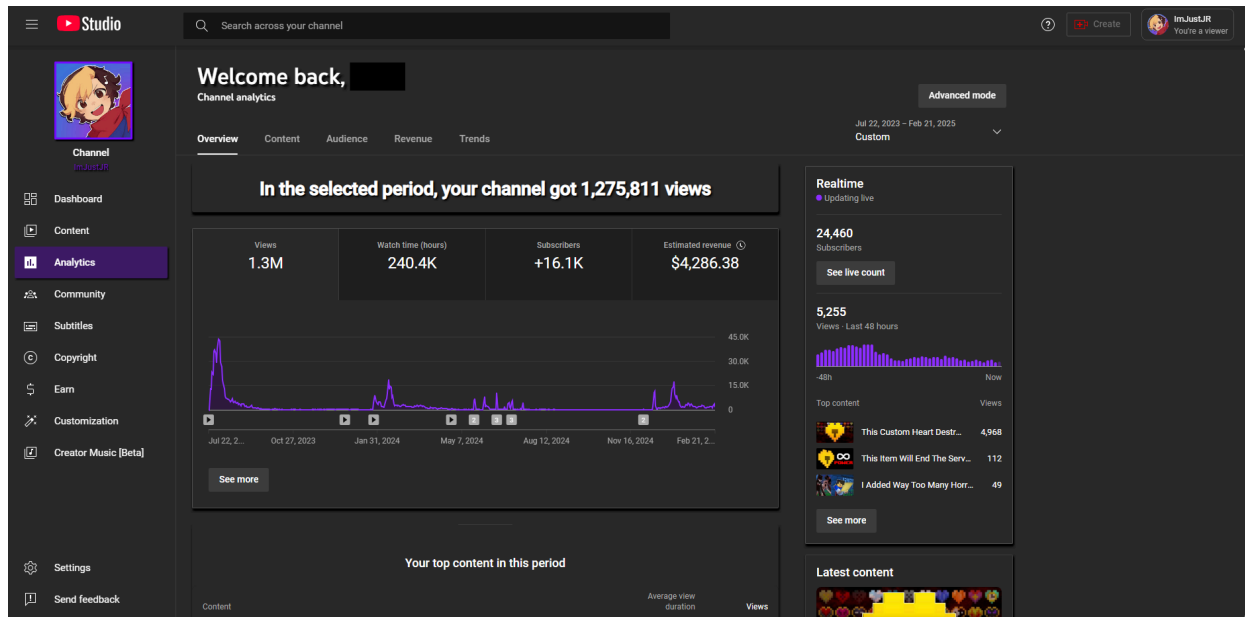 Studio
Search across your channel
Create
ImJustJR
You're a viewer
Welcome back,
Channel analytics
Advanced mode
Overview
Content
Audience
Revenue
Trends
Jul 22, 2023 – Feb 21, 2025
Custom
Channel
ImJustJR
Dashboard
Content
Analytics
Community
Subtitles
Copyright
Earn
Customization
Creator Music [Beta]
Settings
Send feedback
In the selected period, your channel got 1,275,811 views
Views
1.3M
Watch time (hours)
240.4K
Subscribers
+16.1K
Estimated revenue
$4,286.38
45.0K
30.0K
15.0K
0
3
3
3
3
Jul 22, 2...
Oct 27, 2023
Jan 31, 2024
May 7, 2024
Aug 12, 2024
Nov 16, 2024
Feb 21, 2...
See more
Your top content in this period
Content
Average view
duration
Views
Realtime
Updating live
24,460
Subscribers
See live count
5,255
Views · Last 48 hours
-48h
Now
Top content
Views
This Custom Heart Destr...
4,968
This Item Will End The Serv...
112
I Added Way Too Many Horr...
49
See more
Latest content